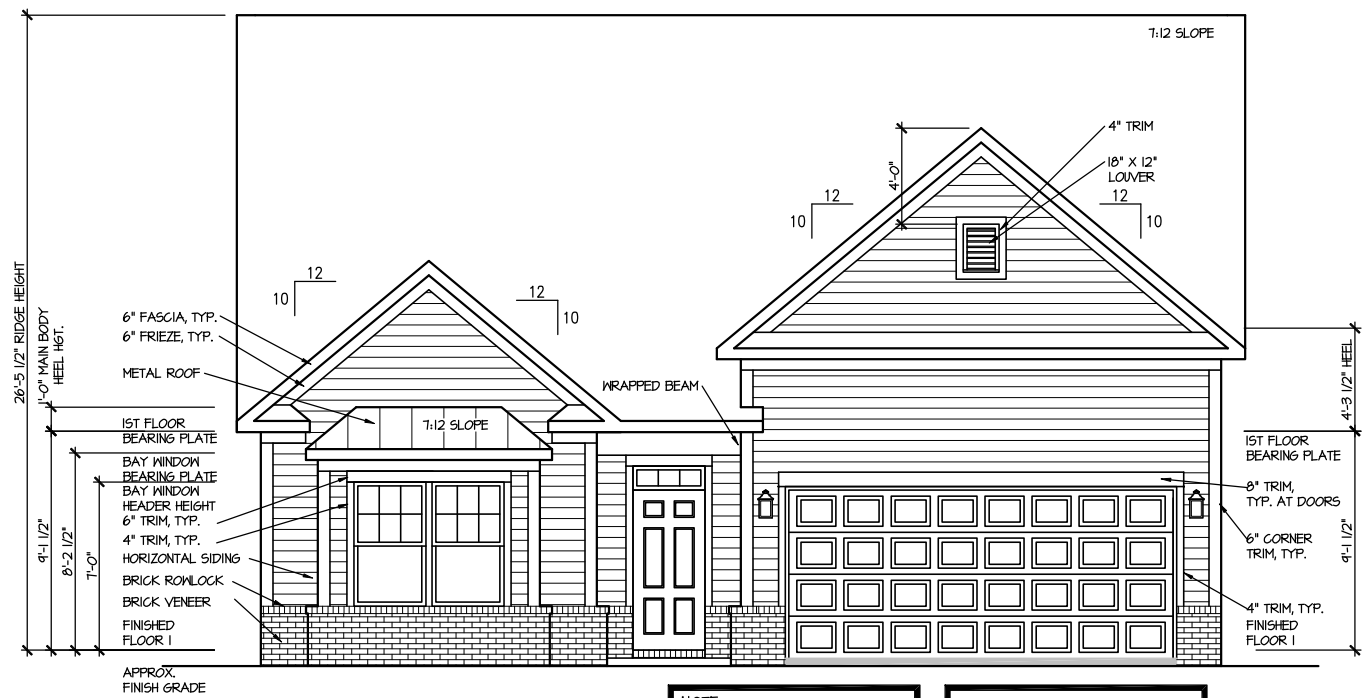 7:12 SLOPE
4" TRIM
18" X 12"
LOUVER
4'-0"
12
10
12
10
12
10
12
10
26'-5 1/2" RIDGE HEIGHT
1'-0" MAIN BODY
HEEL HGT.
6" FASCIA, TYP.
6" FRIEZE, TYP.
METAL ROOF
7:12 SLOPE
WRAPPED BEAM
4'-3 1/2" HEEL
1ST FLOOR
BEARING PLATE
BAY WINDOW
BEARING PLATE
BAY WINDOW
HEADER HEIGHT
6" TRIM, TYP.
4" TRIM, TYP.
HORIZONTAL SIDING
BRICK ROWLOCK
BRICK VENEER
FINISHED
FLOOR 1
APPROX.
FINISH GRADE
9'-1 1/2"
8'-2 1/2"
7'-0"
1ST FLOOR
BEARING PLATE
8" TRIM,
TYP. AT DOORS
6" CORNER
TRIM, TYP.
9'-1 1/2"
4" TRIM, TYP.
FINISHED
FLOOR 1